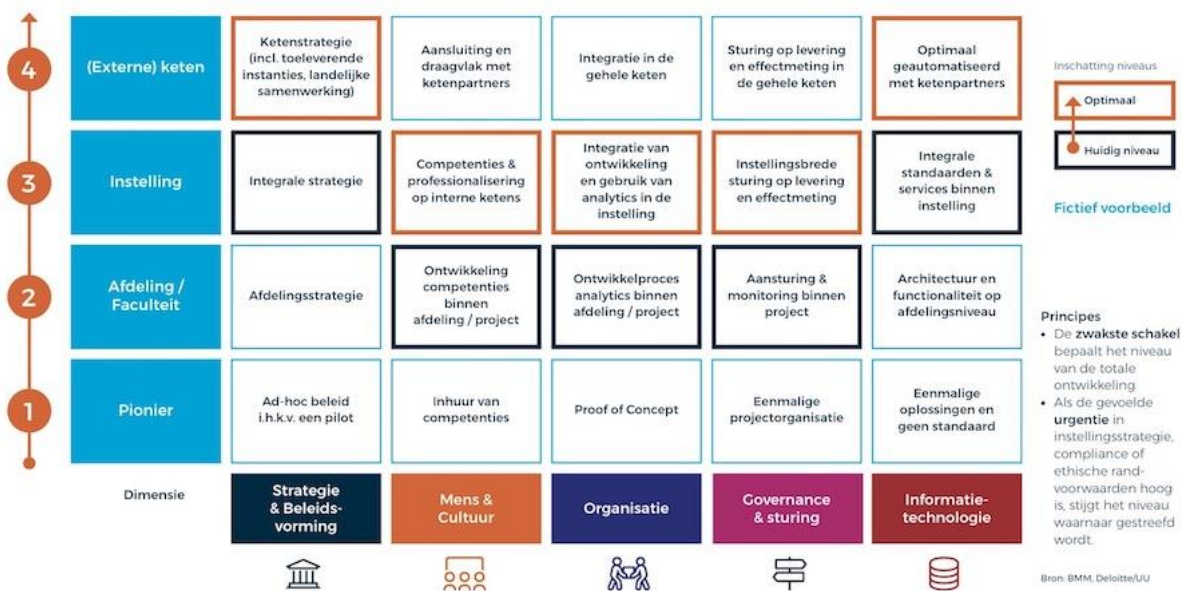 4
(Externe) keten
Ketenstrategie
(incl. toeleverende
instanties, landelijke
samenwerking)
Aansluiting en
draagvlak met
ketenpartners
Integratie in de
gehele keten
Sturing op levering
en effectmeting in
de gehele keten
Optimaal
geautomatiseerd
met ketenpartners
3
Instelling
Integrale strategie
Competenties &
professionalisering
op interne ketens
Integratie van
ontwikkeling
en gebruik van
analytics in de
instelling
Instellingsbrede
sturing op levering
en effectmeting
Integrale
standaarden &
services binnen
instelling
2
Afdeling /
Faculteit
Afdelingsstrategie
Ontwikkeling
competenties
binnen
afdeling / project
Ontwikkelproces
analytics binnen
afdeling / project
Aansturing &
monitoring binnen
project
Architectuur en
functionaliteit op
afdelingsniveau
1
Pionier
Ad-hoc beleid
i.h.k.v. een pilot
Inhuur van
competenties
Proof of Concept
Eenmalige
projectorganisatie
Eenmalige
oplossingen en
geen standaard
Dimensie
Strategie
& Beleids-
vorming
Mens &
Cultuur
Organisatie
Governance
& sturing
Informatie-
technologie
Inschatting niveaus
Optimaal
Huidig niveau
Fictief voorbeeld
Principes
• De zwakste schakel
bepaalt het niveau
van de totale
ontwikkeling
• Als de gevoelde
urgentie in
instellingsstrategie,
compliance of
ethische rand-
voorwaarden hoog
is, stijgt het niveau
waarnaar gestreefd
wordt.
Bron: BMM, Deloitte/UU